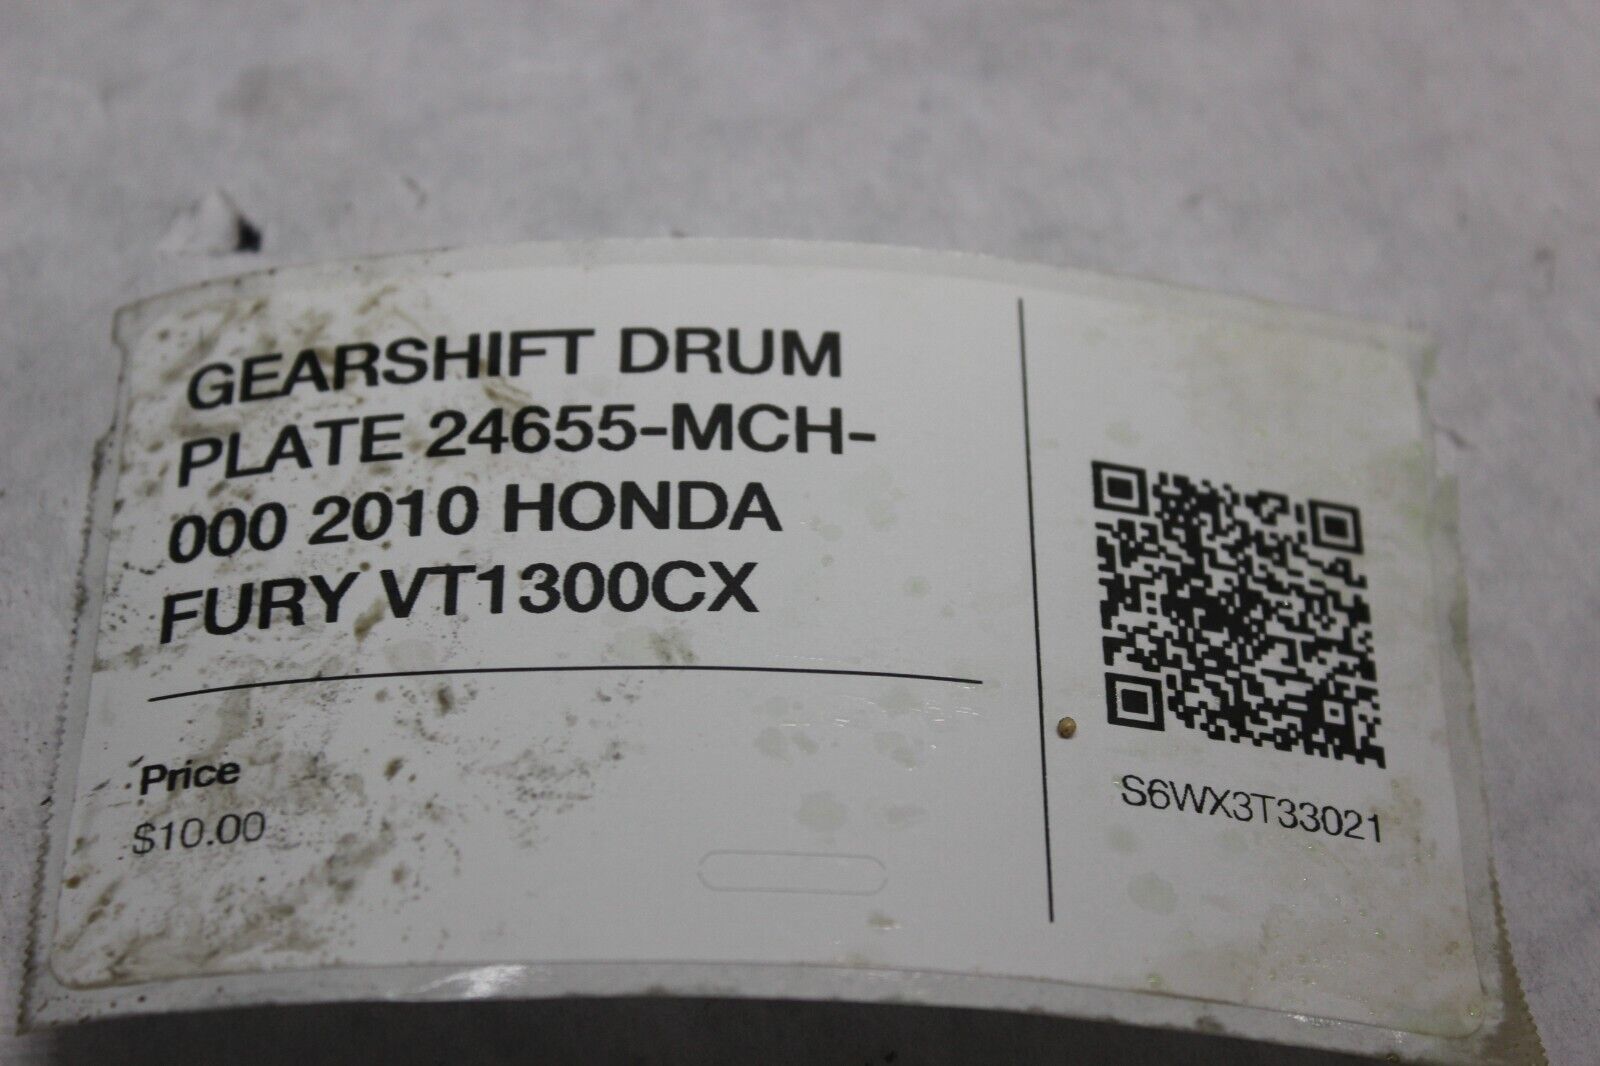 GEARSHIFT DRUM
PLATE 24655-MCH-
000 2010 HONDA
FURY VT1300CX
Price
$10.00
S6WX3T33021